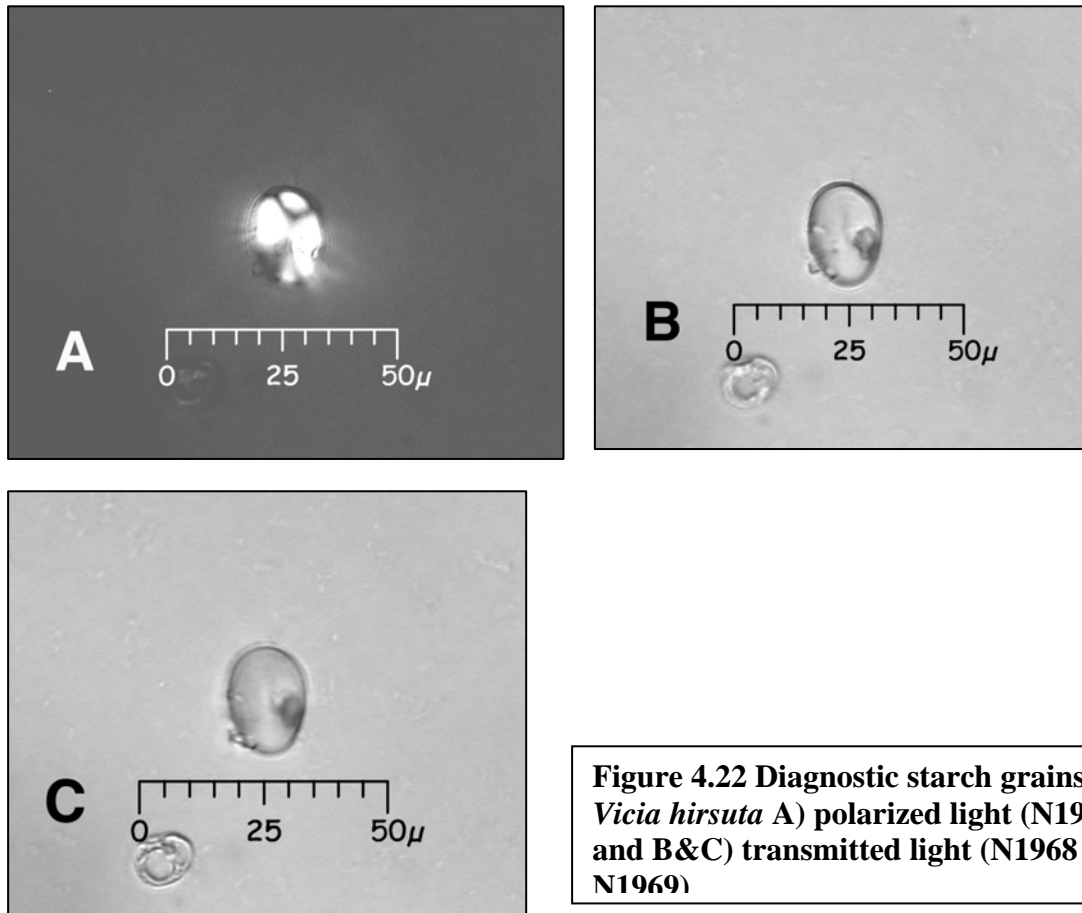 A
0 25 50µ
B
0 25 50µ
C
0 25 50µ
Figure 4.22 Diagnostic starch grains
Vicia hirsuta A) polarized light (N19
and B&C) transmitted light (N1968
N1969)